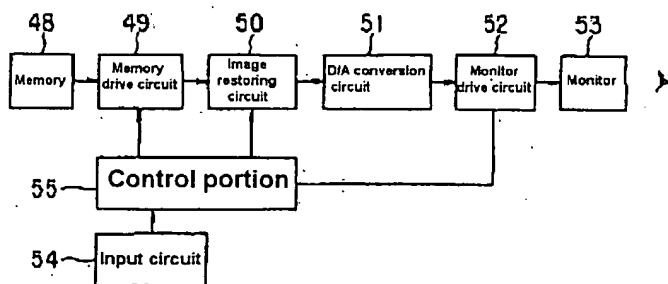 48
49
50
51
52
53
Memory
Memory
drive circuit
Image
restoring
circuit
D/A conversion
circuit
Monitor
drive circuit
Monitor
55
Control portion
54
Input circuit